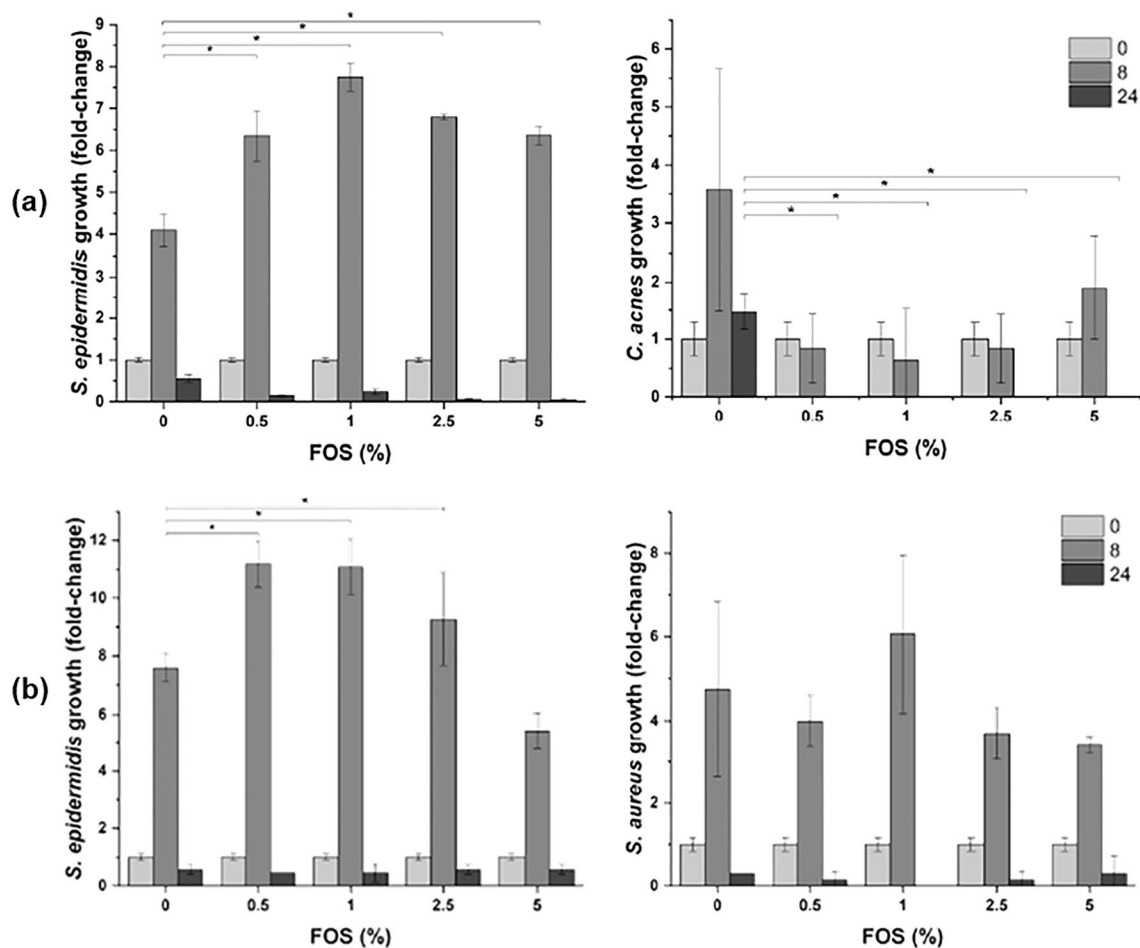 (a)
S. epidermidis growth (fold-change)
9
8
7
6
5
4
3
2
1
0
* * * *
0 0.5 1 2.5 5
FOS (%)
C. acnes growth (fold-change)
6
5
4
3
2
1
0
* * * *
0
8
24
0 0.5 1 2.5 5
FOS (%)
(b)
S. epidermidis growth (fold-change)
12
10
8
6
4
2
0
* * *
0 0.5 1 2.5 5
FOS (%)
S. aureus growth (fold-change)
8
6
4
2
0
0
8
24
0 0.5 1 2.5 5
FOS (%)